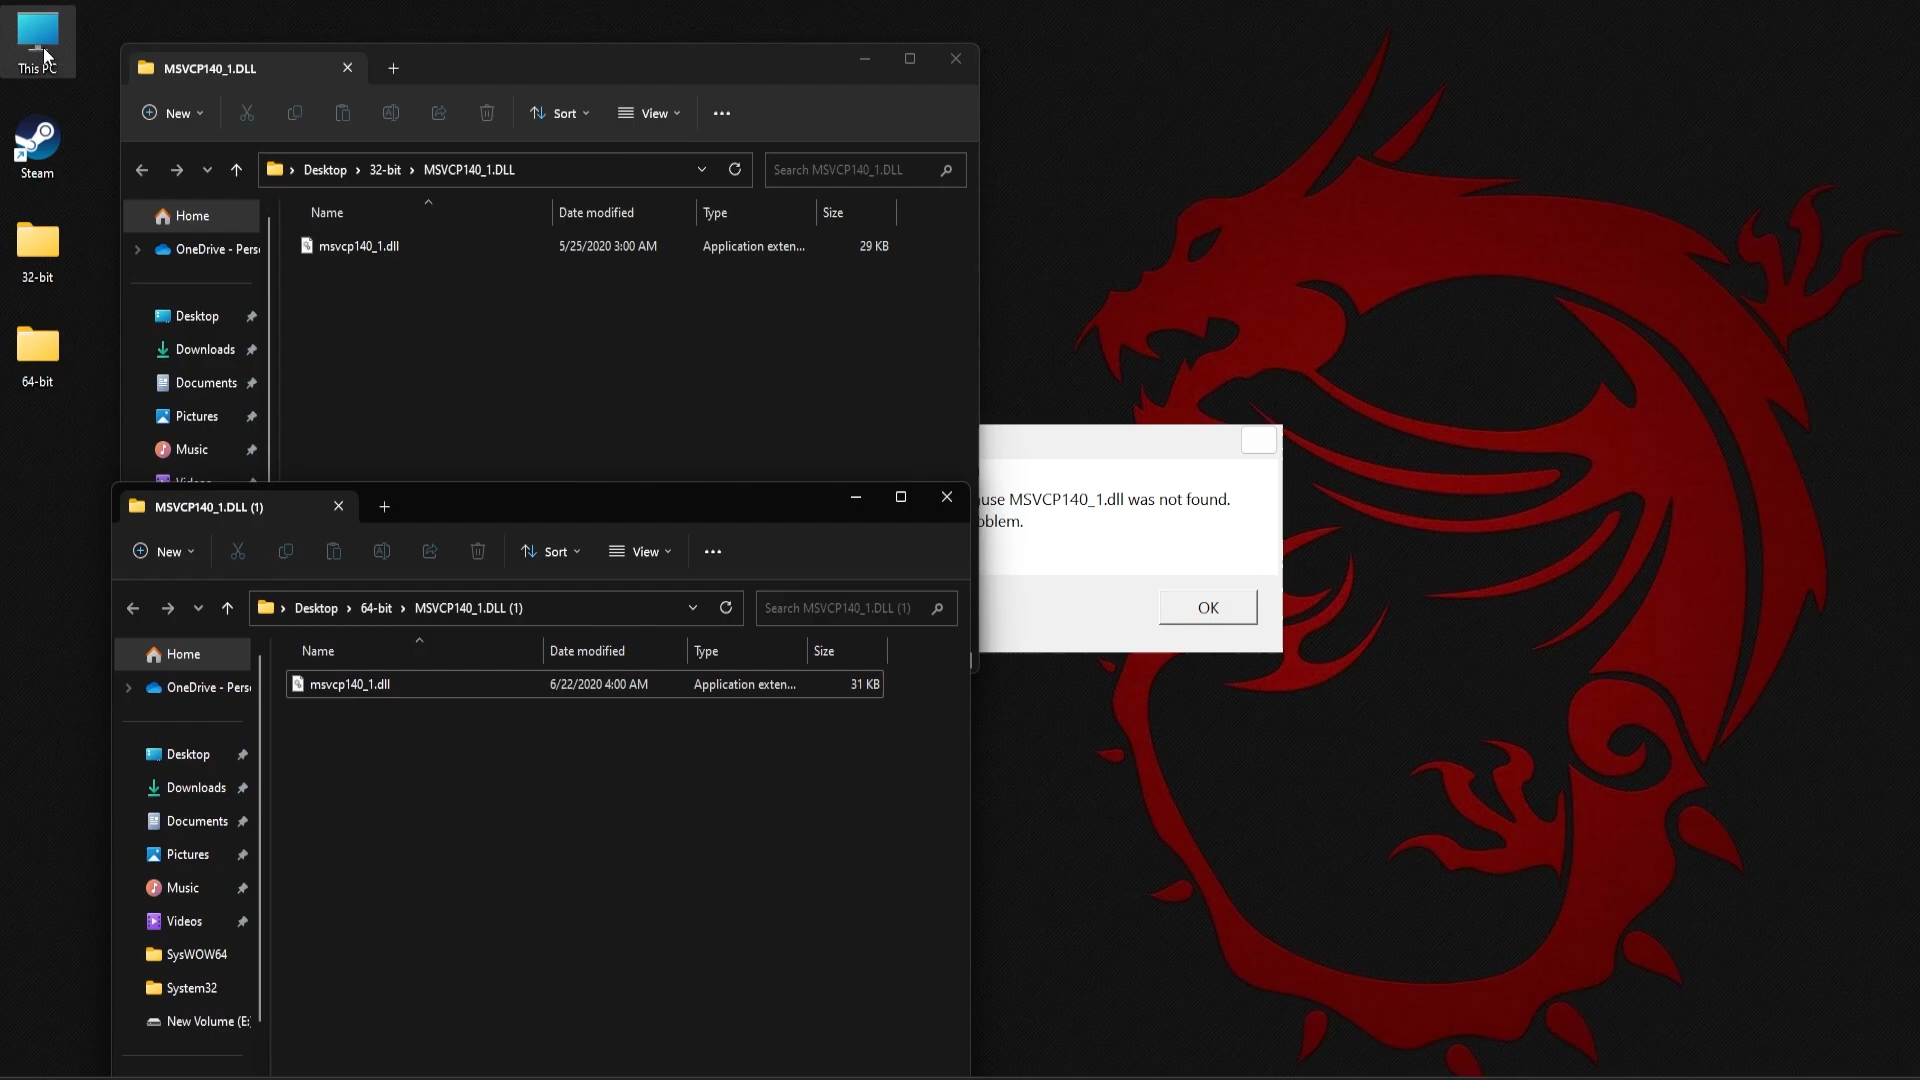 This PC
Steam
32-bit
64-bit
MSVCP140_1.DLL
New
Sort
View
Desktop
32-bit
MSVCP140_1.DLL
Search MSVCP140_1.DLL
Name
Date modified
Type
Size
msvcp140_1.dll
5/25/2020 3:00 AM
Application exten...
29 KB
Home
OneDrive - Pers
Desktop
Downloads
Documents
Pictures
Music
Videos
MSVCP140_1.DLL (1)
New
Sort
View
Desktop
64-bit
MSVCP140_1.DLL (1)
Search MSVCP140_1.DLL (1)
Name
Date modified
Type
Size
msvcp140_1.dll
6/22/2020 4:00 AM
Application exten...
31 KB
Home
OneDrive - Pers
Desktop
Downloads
Documents
Pictures
Music
Videos
SysWOW64
System32
New Volume (E:
use MSVCP140_1.dll was not found.
oblem.
OK